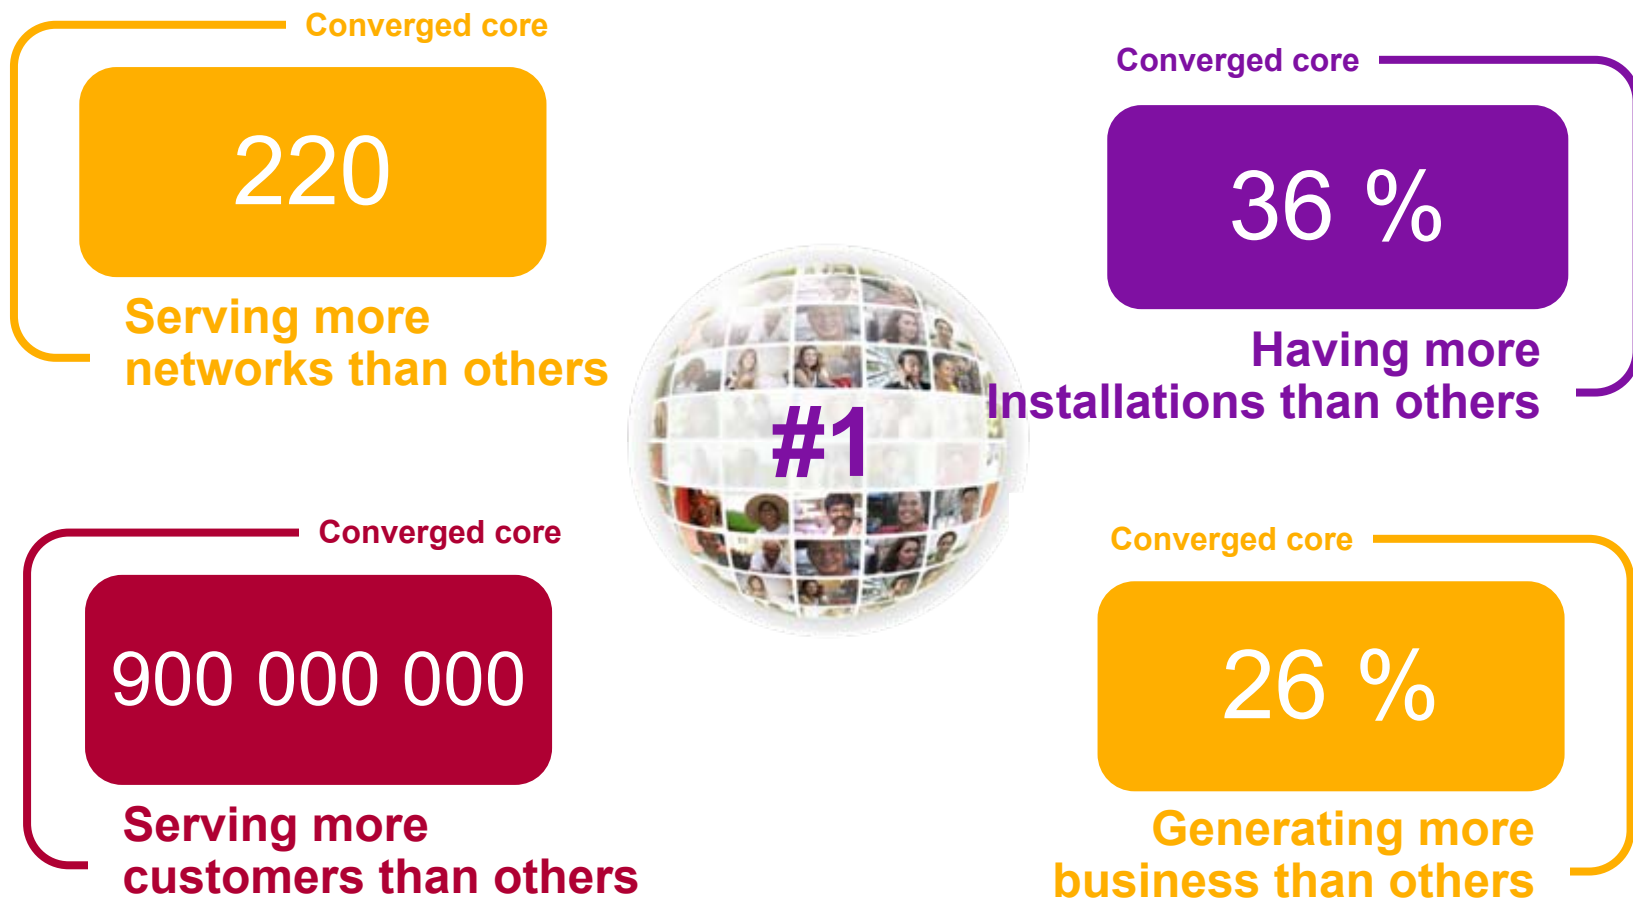 Converged core
220
Serving more
networks than others
Converged core
36 %
Having more
Installations than others
#1
Converged core
900 000 000
Serving more
customers than others
Converged core
26 %
Generating more
business than others